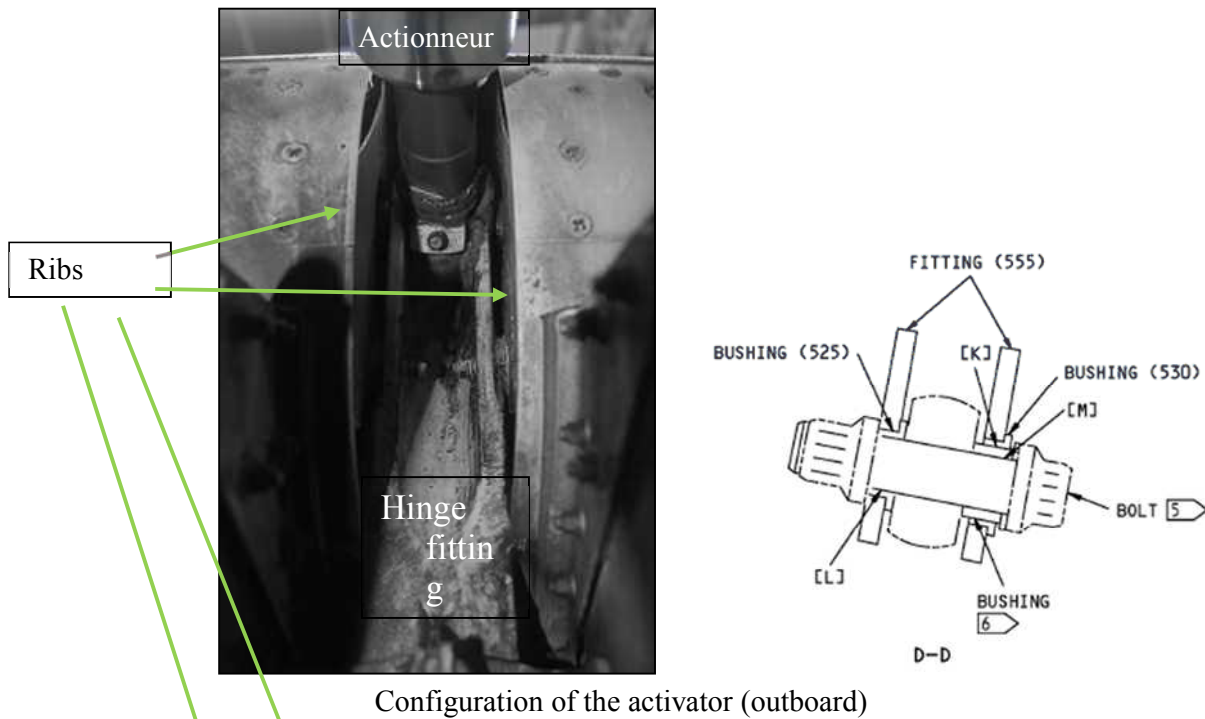 Actionneur
Ribs
Hinge
fittin
g
FITTING (555)
BUSHING (525)
[K]
BUSHING (530)
[M]
BOLT 5
[L]
BUSHING
6
D-D
Configuration of the activator (outboard)